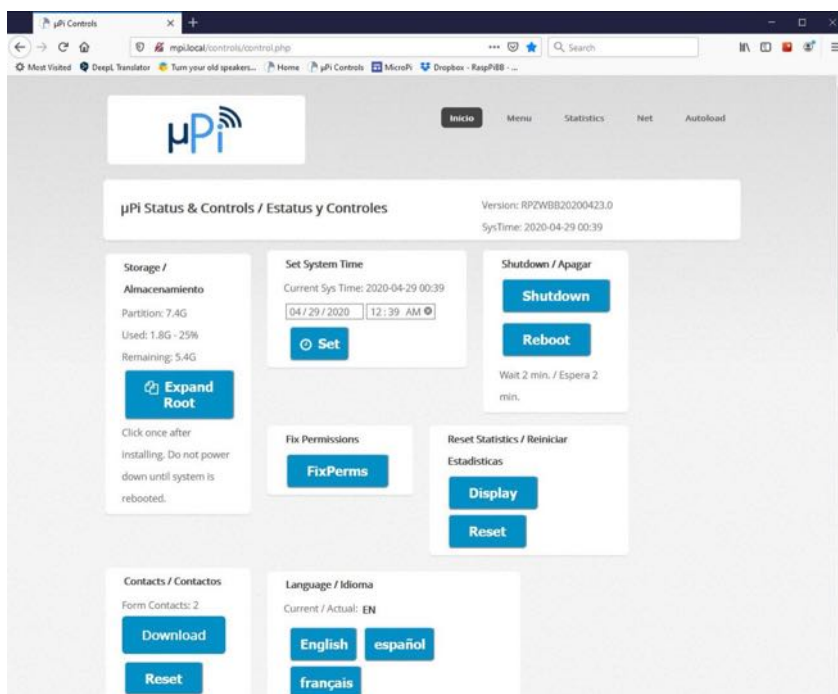 µPi Controls
mpi.local/controls/control.php
Search
Most Visited DeepL Translator Turn your old speakers... Home µPi Controls MicroPi Dropbox - RaspPiBB - ...
µPi
Inicio Menu Statistics Net Autoload
µPi Status & Controls / Estatus y Controles
Version: RPZWBB20200423.0
SysTime: 2020-04-29 00:39
Storage /
Almacenamiento
Partition: 7.4G
Used: 1.8G - 25%
Remaining: 5.4G
Expand
Root
Click once after
installing. Do not power
down until system is
rebooted.
Set System Time
Current Sys Time: 2020-04-29 00:39
04/29/2020 12:39 AM
Set
Shutdown / Apagar
Shutdown
Reboot
Wait 2 min. / Espera 2
min.
Fix Permissions
FixPerms
Reset Statistics / Reiniciar
Estadisticas
Display
Reset
Contacts / Contactos
Form Contacts: 2
Download
Reset
Language / Idioma
Current / Actual: EN
English español
français